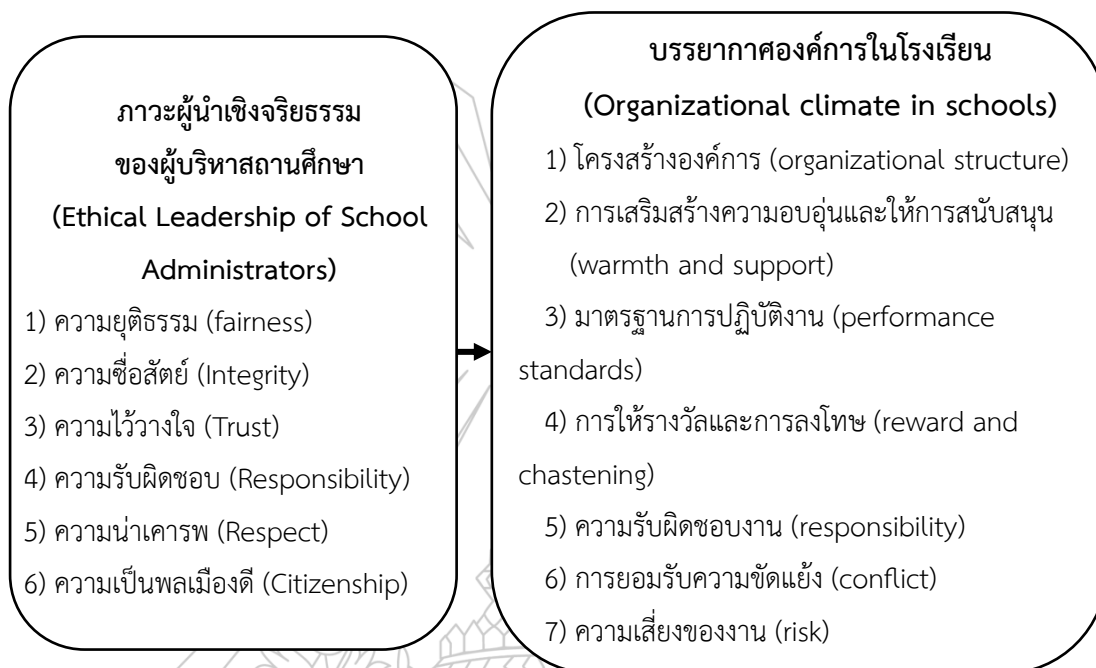 ภาวะผู้นำเชิงจริยธรรม
ของผู้บริหาสถานศึกษา
(Ethical Leadership of School
Administrators)
1) ความยุติธรรม (fairness)
2) ความซื่อสัตย์ (Integrity)
3) ความไว้วางใจ (Trust)
4) ความรับผิดชอบ (Responsibility)
5) ความน่าเคารพ (Respect)
6) ความเป็นพลเมืองดี (Citizenship)
บรรยากาศองค์การในโรงเรียน
(Organizational climate in schools)
1) โครงสร้างองค์การ (organizational structure)
2) การเสริมสร้างความอบอุ่นและให้การสนับสนุน
(warmth and support)
3) มาตรฐานการปฏิบัติงาน (performance
standards)
4) การให้รางวัลและการลงโทษ (reward and
chastening)
5) ความรับผิดชอบงาน (responsibility)
6) การยอมรับความขัดแย้ง (conflict)
7) ความเสี่ยงของงาน (risk)